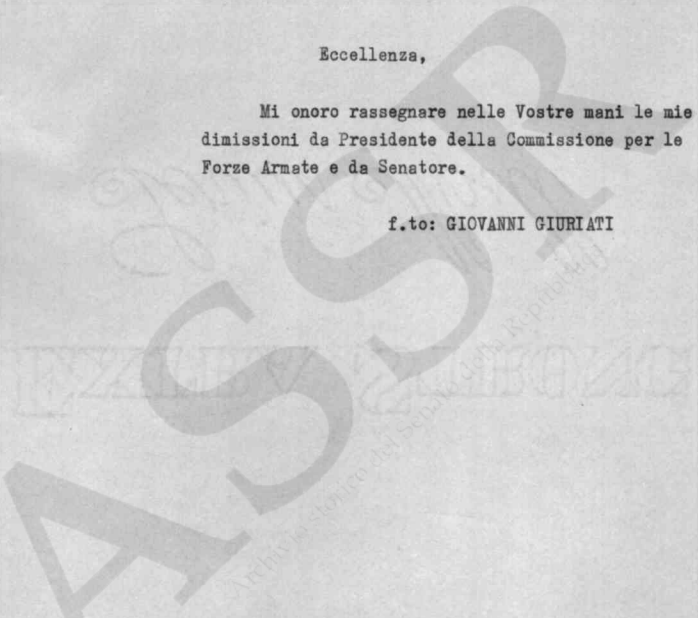 Eccellenza,
Mi onoro rassegnare nelle Vostre mani le mie
dimissioni da Presidente della Commissione per le
Forze Armate e da Senatore.
f.to: GIOVANNI GIURIATI
ASSR
Archivio storico del Senato della Repubblica